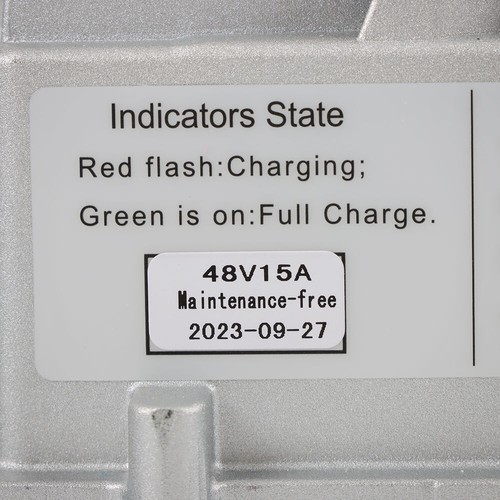 Indicators State
Red flash:Charging;
Green is on:Full Charge.
48V15A
Maintenance-free
2023-09-27